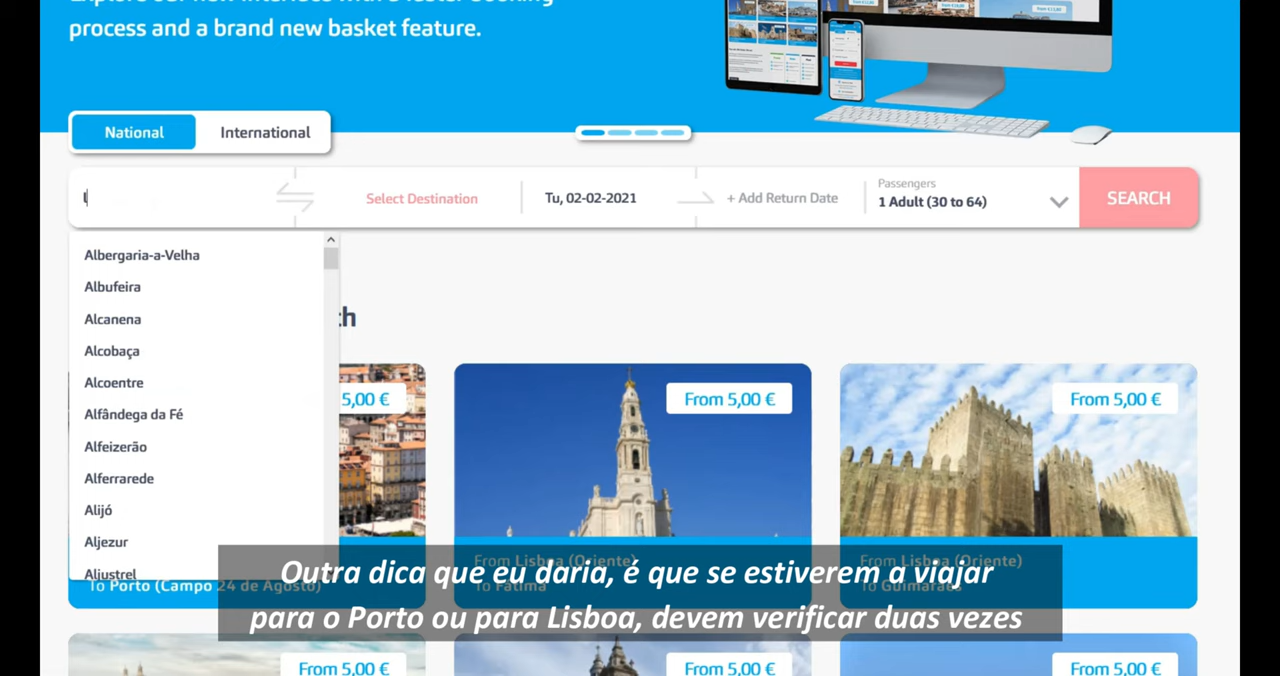 process and a brand new basket feature.
National
International
l
Select Destination
Tu, 02-02-2021
+ Add Return Date
Passengers
1 Adult (30 to 64)
SEARCH
Albergaria-a-Velha
Albufeira
Alcanena
Alcobaça
Alcoentre
Alfândega da Fé
Alfeizerão
Alferrarede
Alijó
Aljezur
Aljustrel
5,00 €
From 5,00 €
From 5,00 €
From Lisboa (Oriente)
From Lisboa (Oriente)
To Porto (Campo 24 de Agosto)
To Fátima
To Guimarães
Outra dica que eu daria, é que se estiverem a viajar
para o Porto ou para Lisboa, devem verificar duas vezes
From 5,00 €
From 5,00 €
From 5,00 €